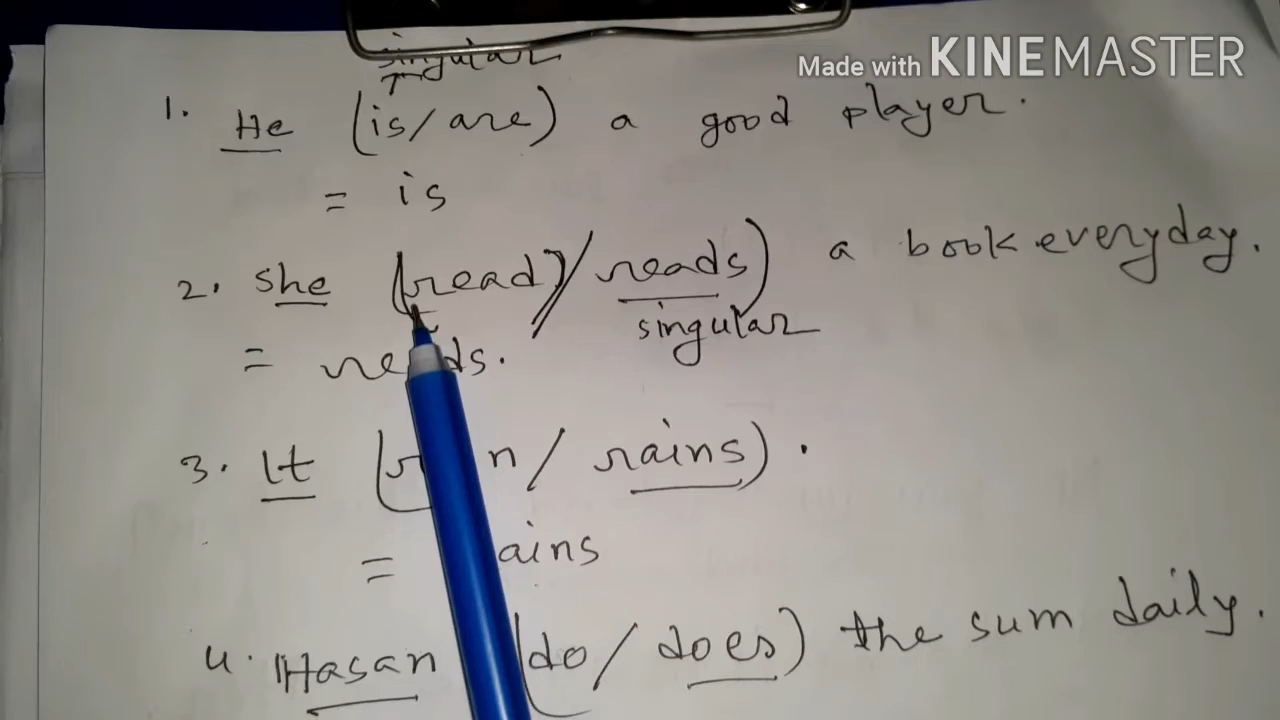 Made with KINEMASTER
singular
1. He (is/are) a good player.
= is
2. she (read)/reads) a book everyday.
singular
= reads.
3. It (rain/rains).
= rains
4. Hasan (do/does) the sum daily.